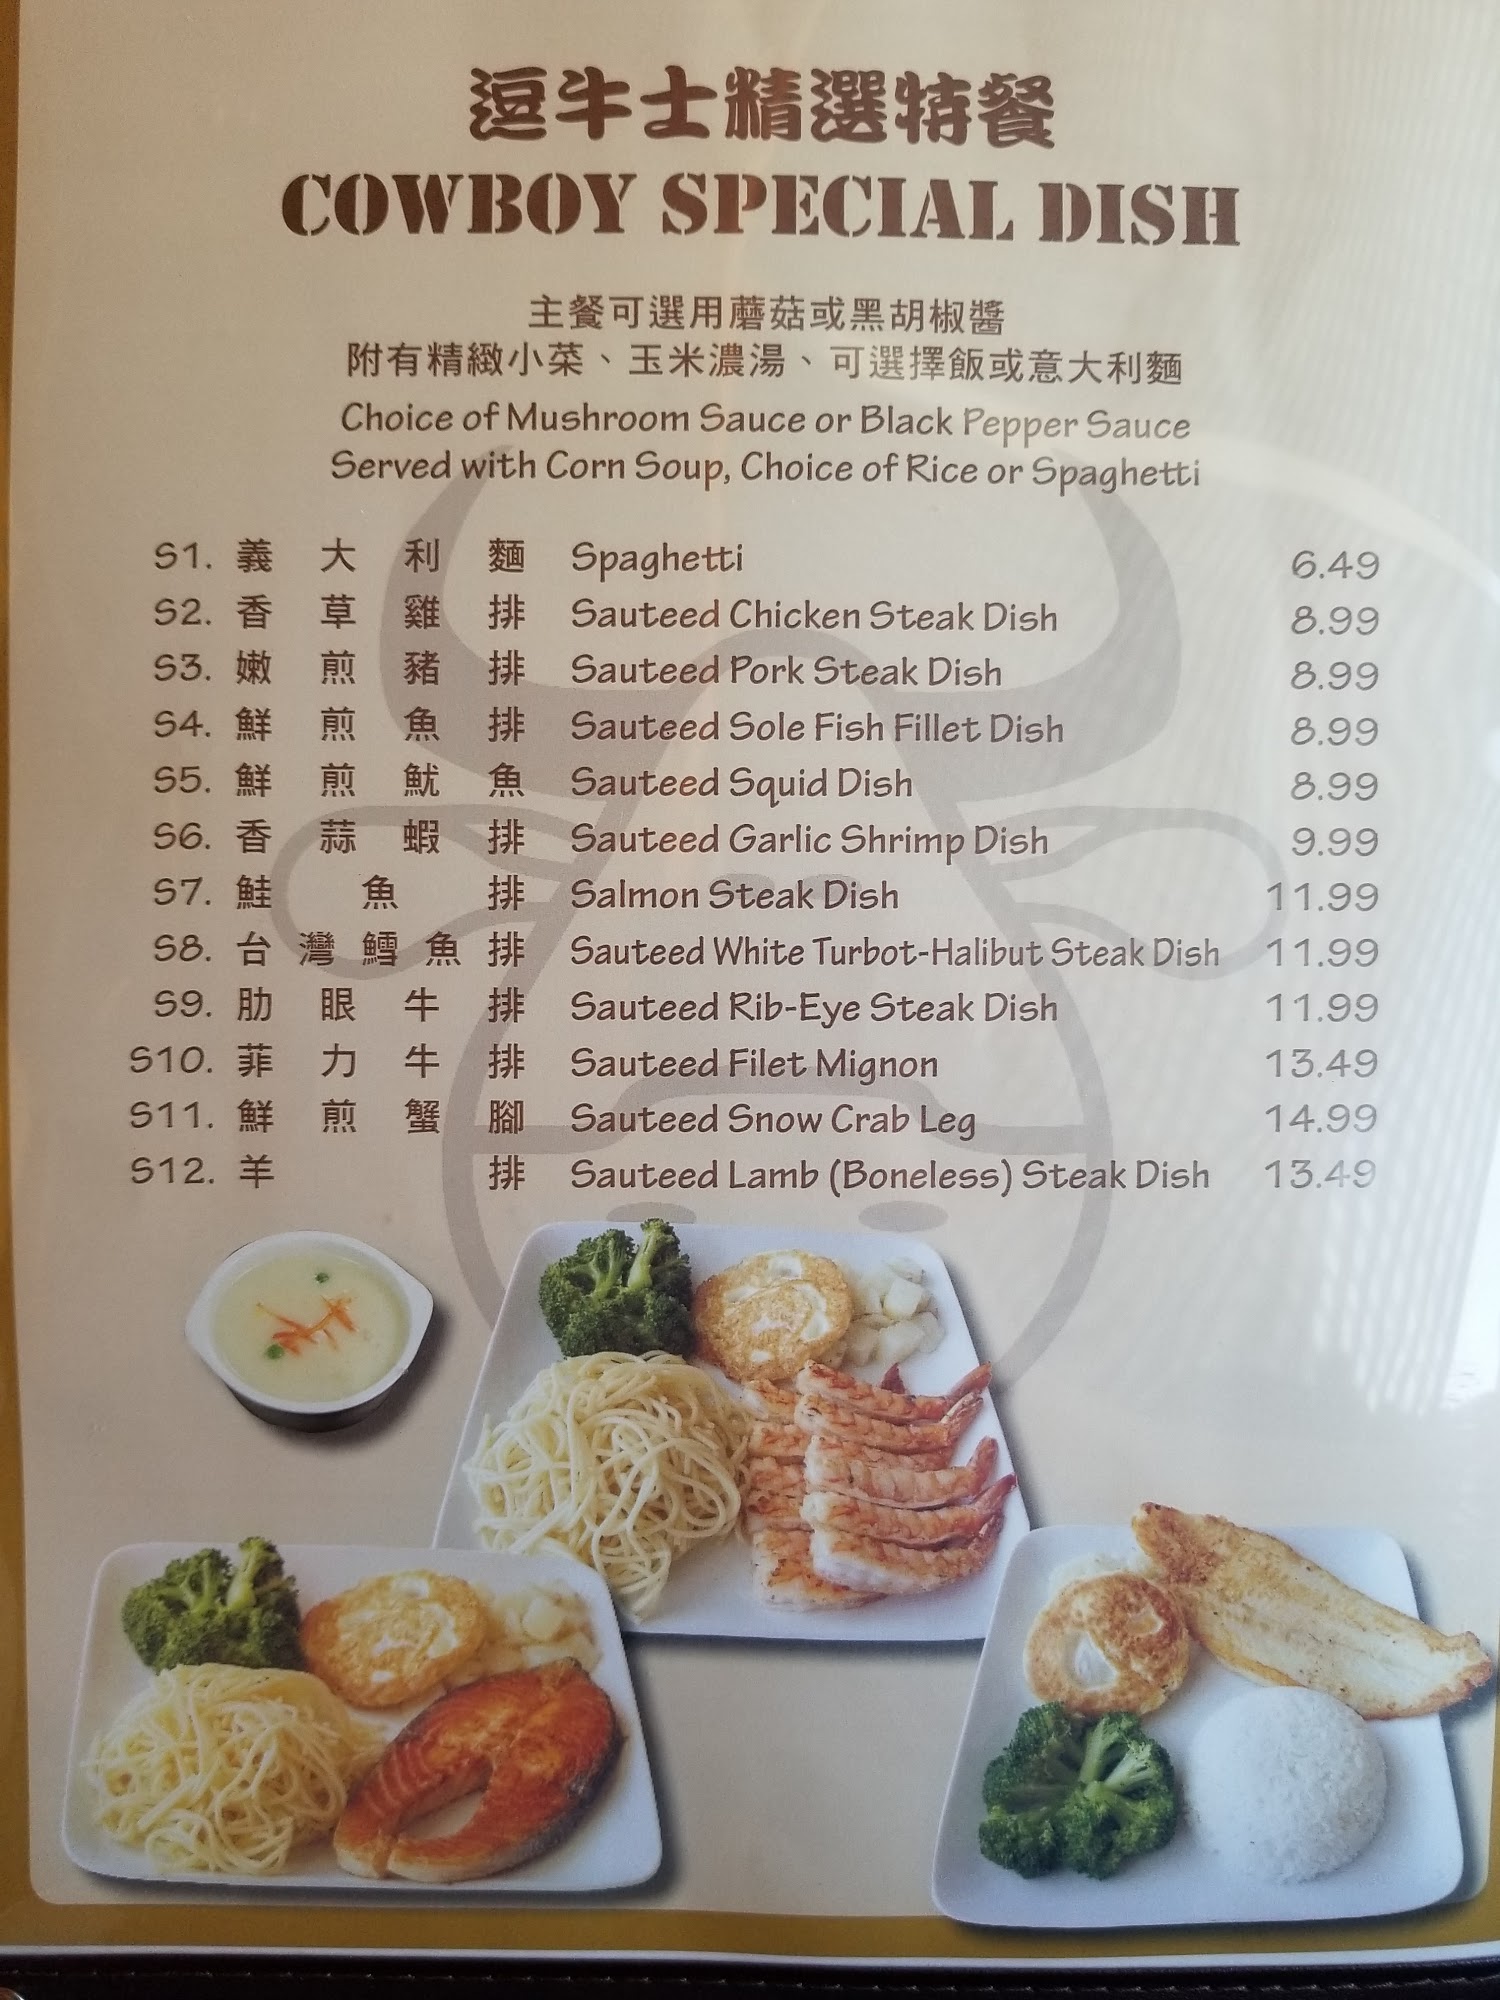 逗牛士精選特餐
COWBOY SPECIAL DISH
主餐可選用蘑菇或黑胡椒醬
附有精緻小菜、玉米濃湯、可選擇飯或意大利麵
Choice of Mushroom Sauce or Black Pepper Sauce
Served with Corn Soup, Choice of Rice or Spaghetti
S1. 義大利麵 Spaghetti 6.49
S2. 香草雞排 Sauteed Chicken Steak Dish 8.99
S3. 嫩煎豬排 Sauteed Pork Steak Dish 8.99
S4. 鮮煎魚排 Sauteed Sole Fish Fillet Dish 8.99
S5. 鮮煎魷魚 Sauteed Squid Dish 8.99
S6. 香蒜蝦排 Sauteed Garlic Shrimp Dish 9.99
S7. 鮭魚排 Salmon Steak Dish 11.99
S8. 台灣鱈魚排 Sauteed White Turbot-Halibut Steak Dish 11.99
S9. 肋眼牛排 Sauteed Rib-Eye Steak Dish 11.99
S10. 菲力牛排 Sauteed Filet Mignon 13.49
S11. 鮮煎蟹腳 Sauteed Snow Crab Leg 14.99
S12. 羊排 Sauteed Lamb (Boneless) Steak Dish 13.49